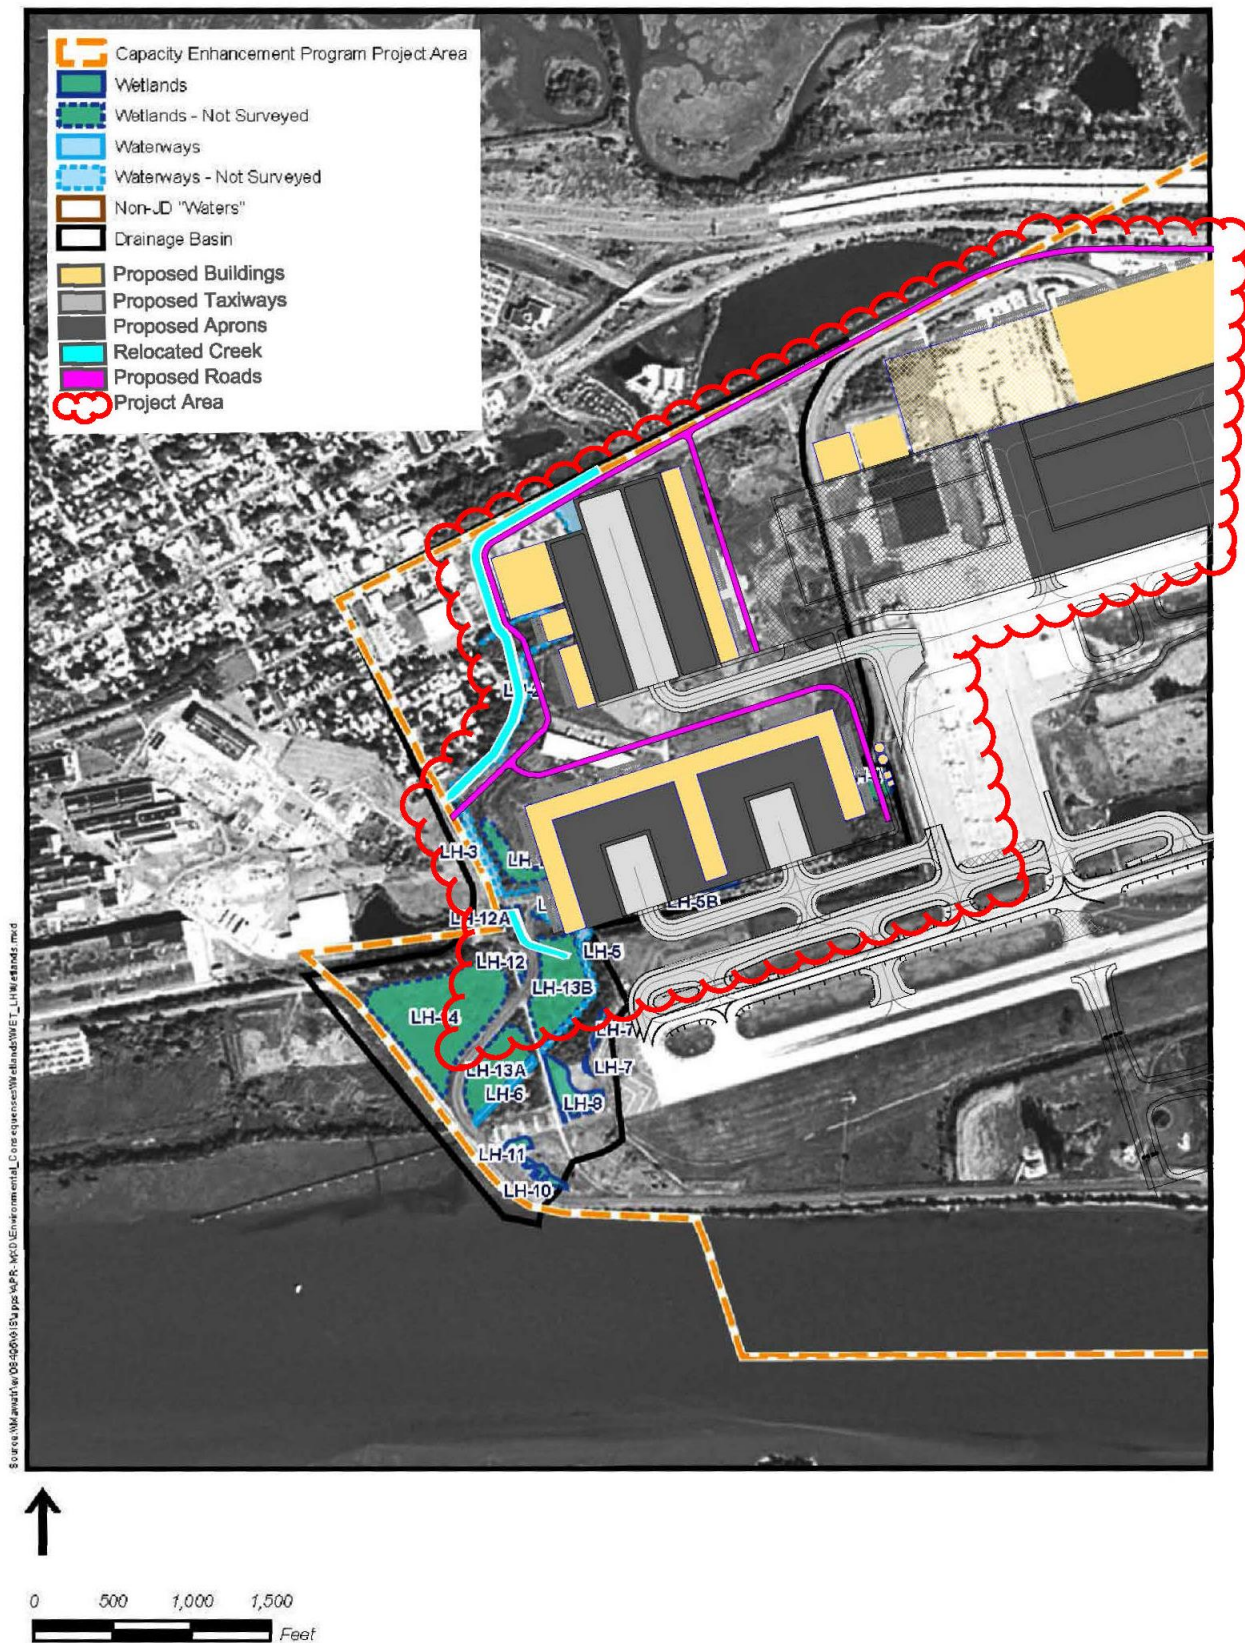 Capacity Enhancement Program Project Area
Wetlands
Wetlands - Not Surveyed
Waterways
Waterways - Not Surveyed
Non-JD "Waters"
Drainage Basin
Proposed Buildings
Proposed Taxiways
Proposed Aprons
Relocated Creek
Proposed Roads
Project Area
LH-3
LH-5B
LH-12A
LH-5
LH-12
LH-13B
LH-7
LH-7
LH-13A
LH-6
LH-8
LH-11
LH-10
0 500 1,000 1,500
Feet